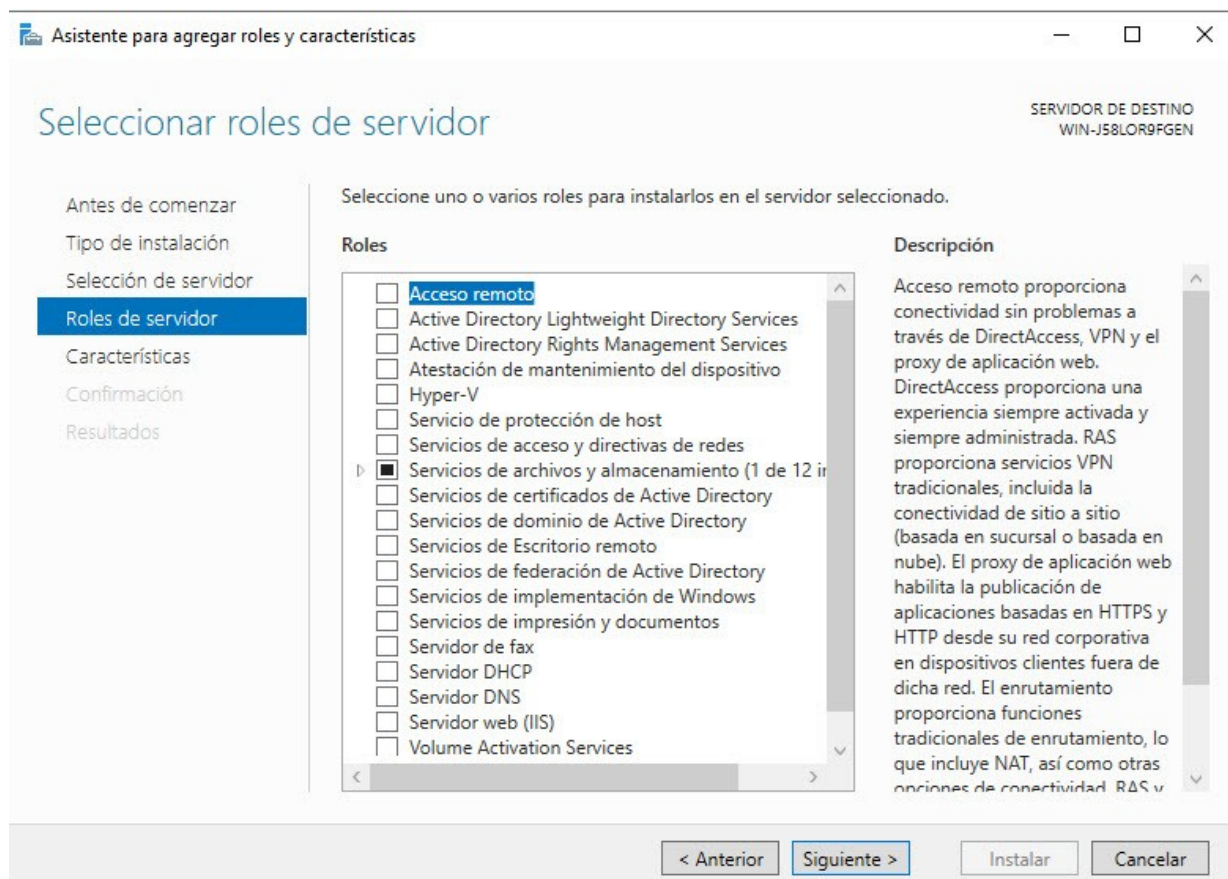 Asistente para agregar roles y características
Seleccionar roles de servidor
SERVIDOR DE DESTINO
WIN-J58LOR9FGEN
Antes de comenzar
Tipo de instalación
Selección de servidor
Roles de servidor
Características
Confirmación
Resultados
Seleccione uno o varios roles para instalarlos en el servidor seleccionado.
Roles
Acceso remoto
Active Directory Lightweight Directory Services
Active Directory Rights Management Services
Atestación de mantenimiento del dispositivo
Hyper-V
Servicio de protección de host
Servicios de acceso y directivas de redes
Servicios de archivos y almacenamiento (1 de 12 in
Servicios de certificados de Active Directory
Servicios de dominio de Active Directory
Servicios de Escritorio remoto
Servicios de federación de Active Directory
Servicios de implementación de Windows
Servicios de impresión y documentos
Servidor de fax
Servidor DHCP
Servidor DNS
Servidor web (IIS)
Volume Activation Services
Descripción
Acceso remoto proporciona
conectividad sin problemas a
través de DirectAccess, VPN y el
proxy de aplicación web.
DirectAccess proporciona una
experiencia siempre activada y
siempre administrada. RAS
proporciona servicios VPN
tradicionales, incluida la
conectividad de sitio a sitio
(basada en sucursal o basada en
nube). El proxy de aplicación web
habilita la publicación de
aplicaciones basadas en HTTPS y
HTTP desde su red corporativa
en dispositivos clientes fuera de
dicha red. El enrutamiento
proporciona funciones
tradicionales de enrutamiento, lo
que incluye NAT, así como otras
opciones de conectividad. RAS y
< Anterior
Siguiente >
Instalar
Cancelar